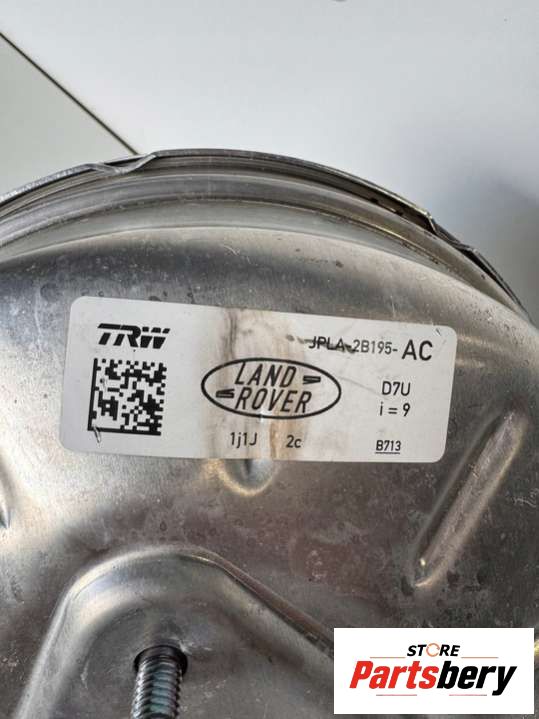 TRW
JPLA-2B195-AC
LAND
ROVER
D7U
i = 9
1j1J 2c
B713
STORE
Partsbery